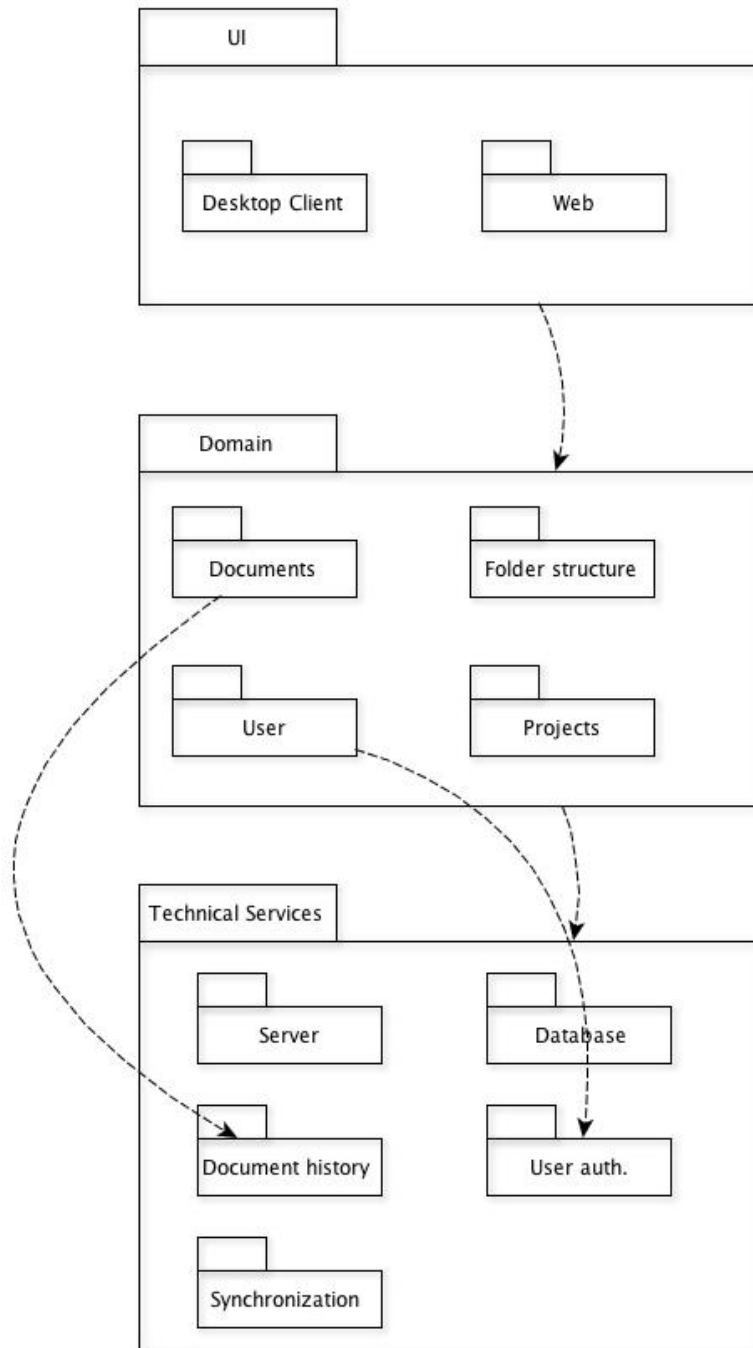 UI
Desktop Client
Web
Domain
Documents
Folder structure
User
Projects
Technical Services
Server
Database
Document history
User auth.
Synchronization